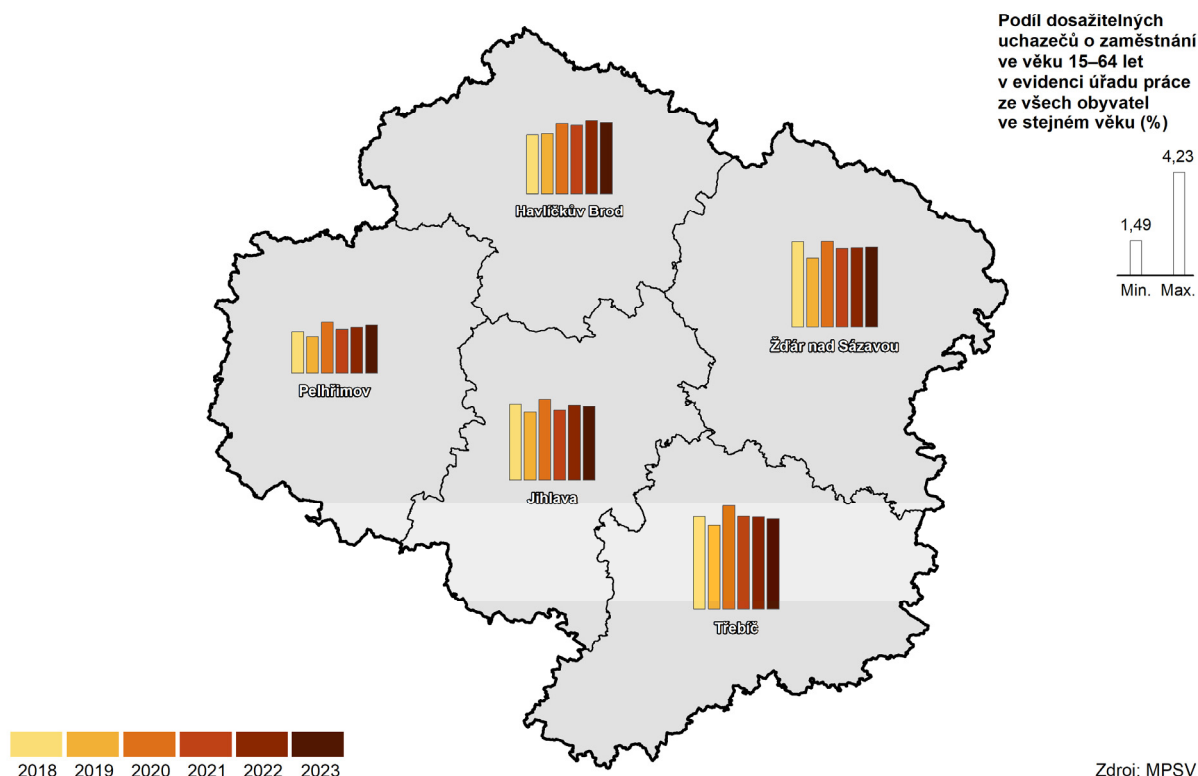 Podíl dosažitelných
uchazečů o zaměstnání
ve věku 15–64 let
v evidenci úřadu práce
ze všech obyvatel
ve stejném věku (%)
4,23
1,49
Min. Max.
Havlíčkův Brod
Žďár nad Sázavou
Pelhřimov
Jihlava
Třebíč
2018 2019 2020 2021 2022 2023
Zdroj: MPSV